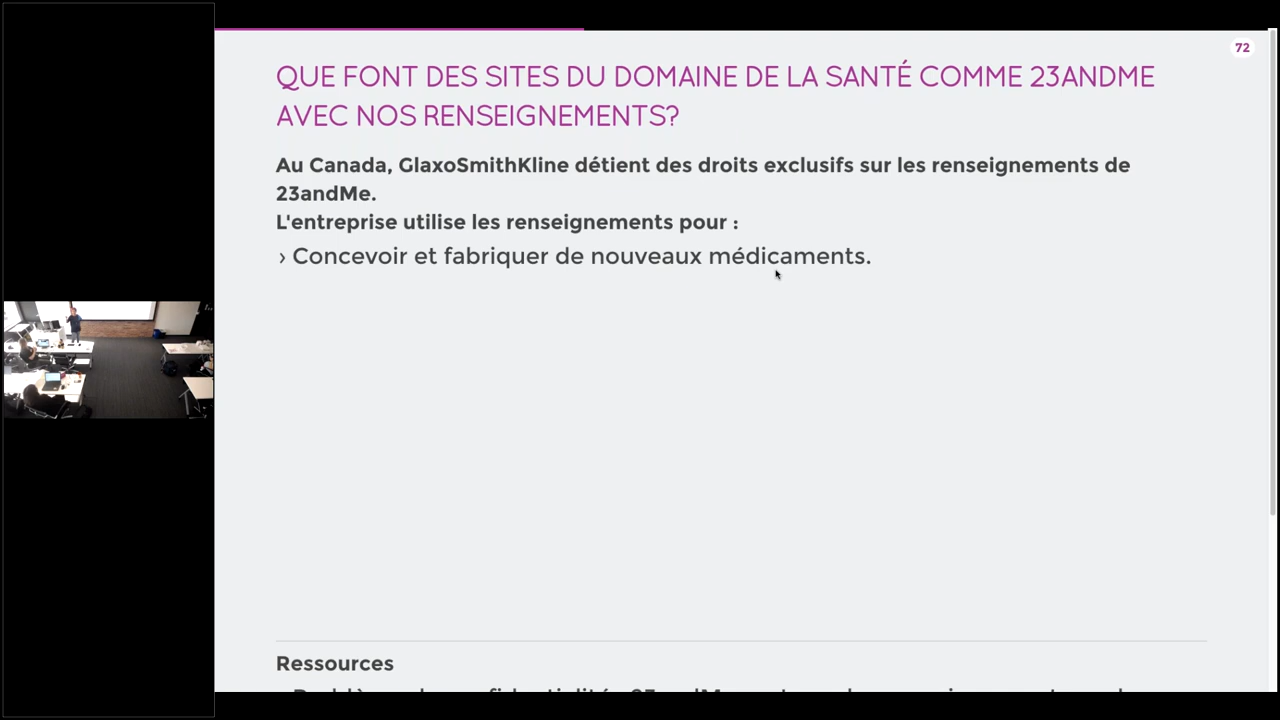 72
QUE FONT DES SITES DU DOMAINE DE LA SANTÉ COMME 23ANDME
AVEC NOS RENSEIGNEMENTS?
Au Canada, GlaxoSmithKline détient des droits exclusifs sur les renseignements de
23andMe.
L'entreprise utilise les renseignements pour :
› Concevoir et fabriquer de nouveaux médicaments.
Ressources